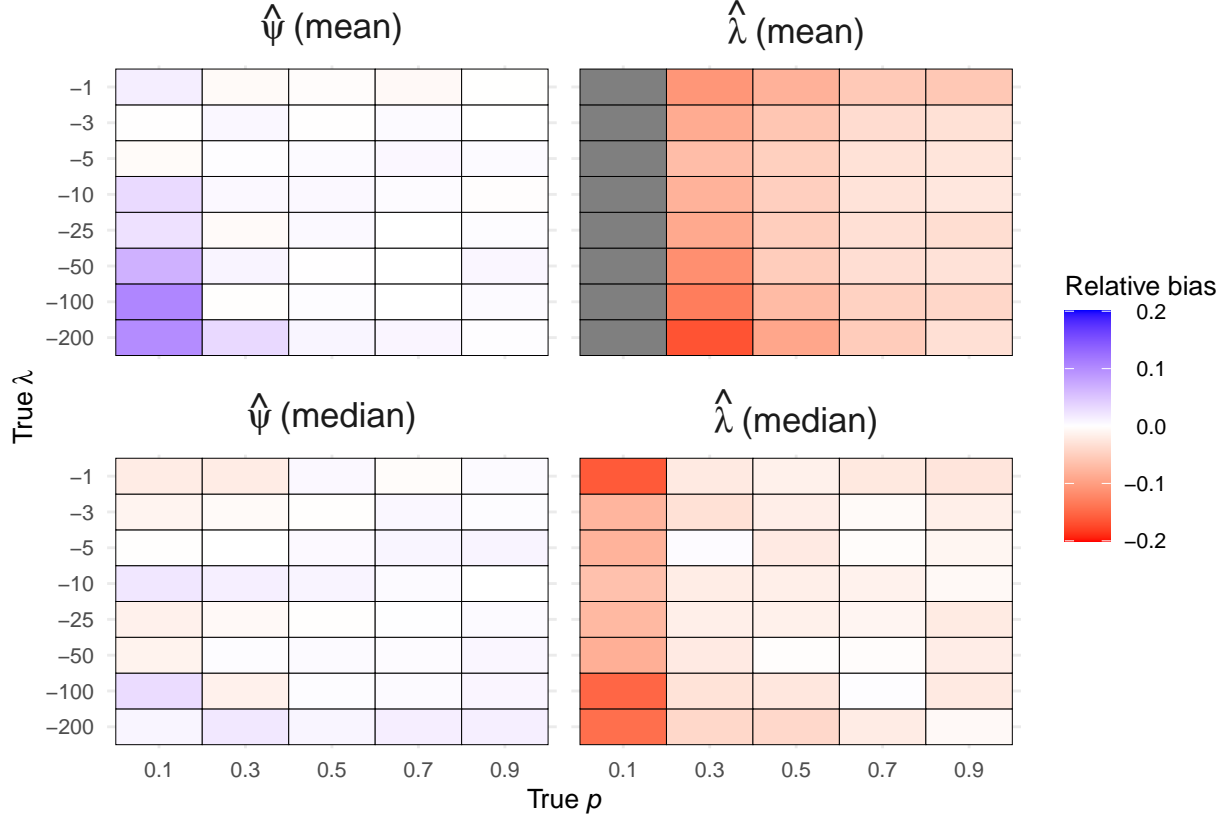 ψ̂ (mean)
λ̂ (mean)
−1
−3
−5
−10
−25
−50
−100
−200
True λ
ψ̂ (median)
λ̂ (median)
−1
−3
−5
−10
−25
−50
−100
−200
0.1 0.3 0.5 0.7 0.9
0.1 0.3 0.5 0.7 0.9
True p
Relative bias
0.2
0.1
0.0
−0.1
−0.2